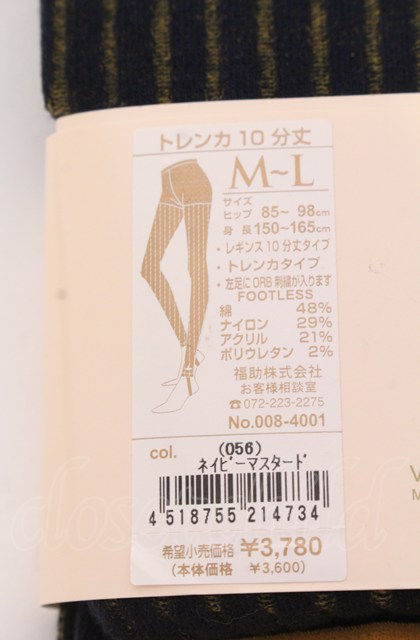 トレンカ10分丈
M~L
サイズ
ヒップ 85~ 98cm
身 長 150~165cm
・レギンス10分丈タイプ
・トレンカタイプ
・左足にORB刺繍が入ります
FOOTLESS
綿 48%
ナイロン 29%
アクリル 21%
ポリウレタン 2%
福助株式会社
お客様相談室
☎072-223-2275
No.008-4001
col. (056)
ネイビーマスタード
4 518755 214734
希望小売価格 ¥3,780
(本体価格 ¥3,600)